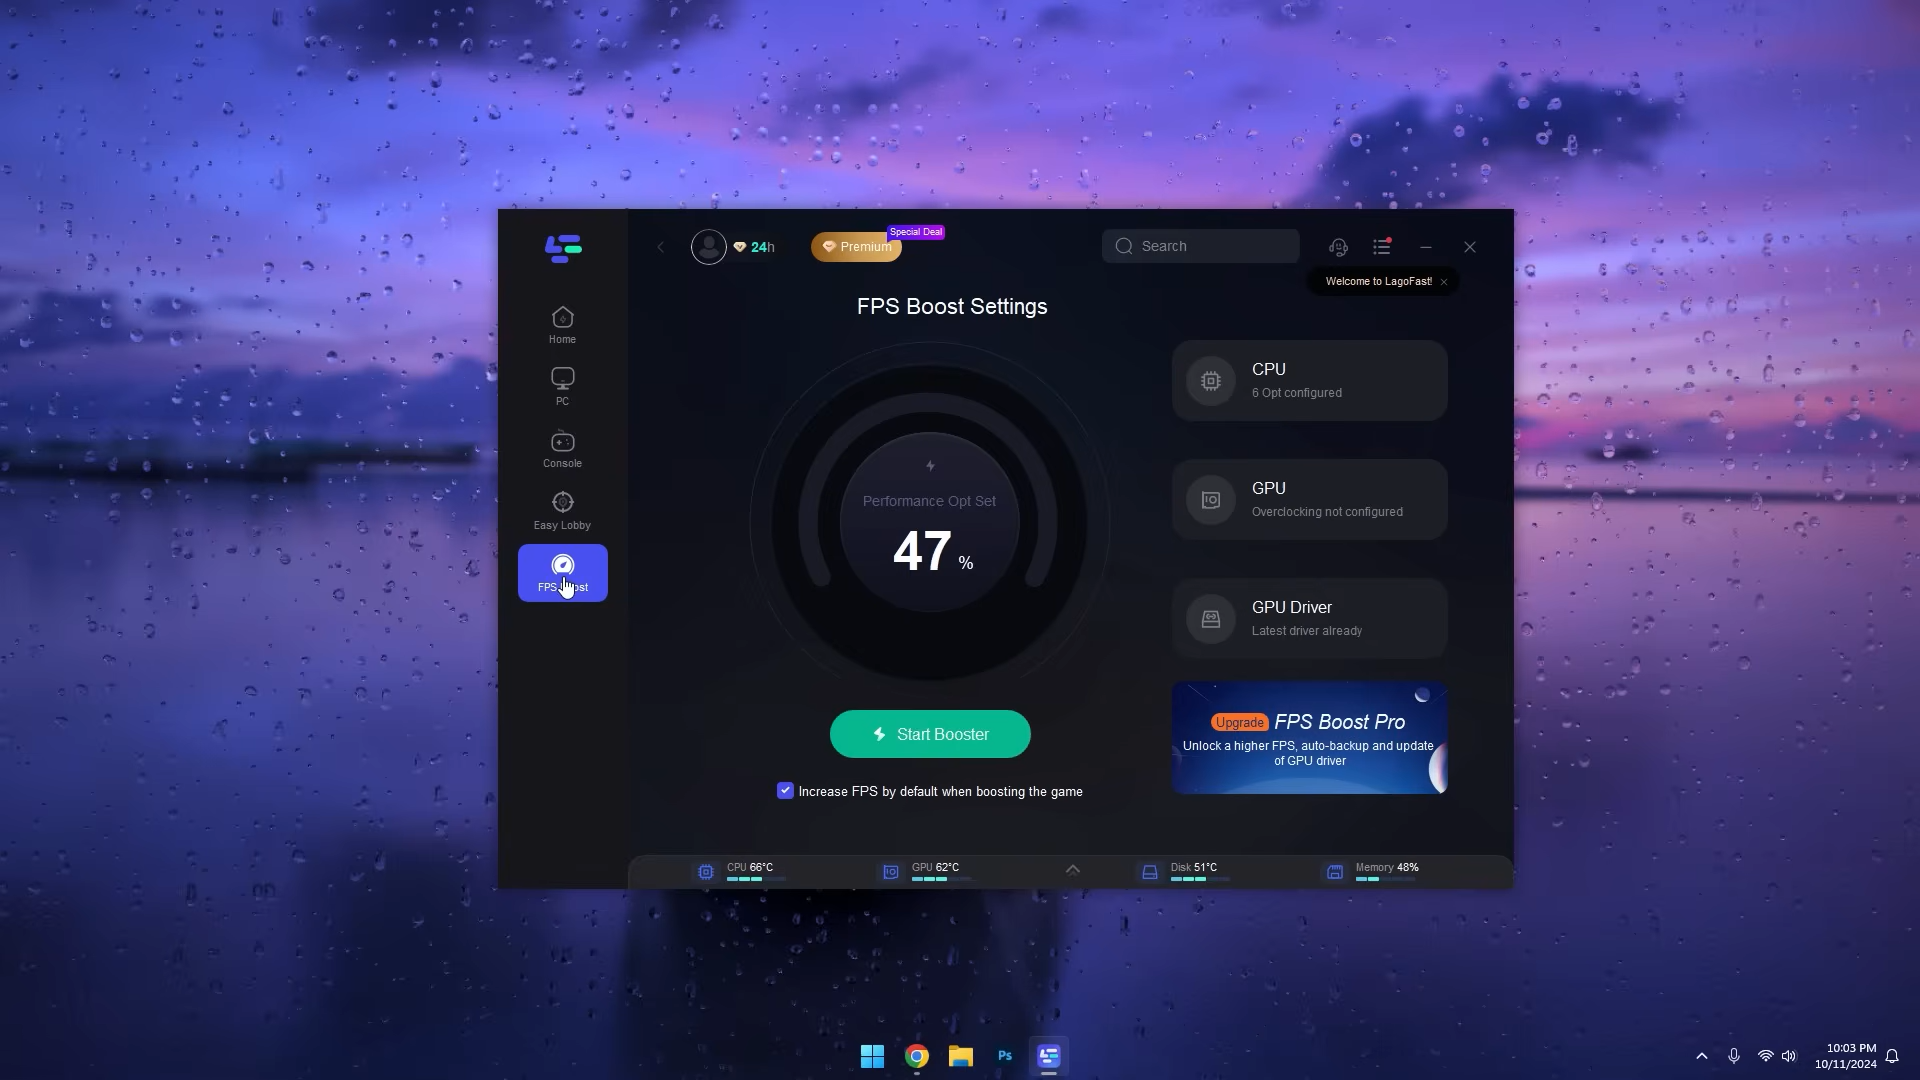 24h
Premium
Special Deal
Search
Welcome to LagoFast!
FPS Boost Settings
Home
PC
Console
Easy Lobby
Performance Opt Set
47 %
Start Booster
Increase FPS by default when boosting the game
CPU
6 Opt configured
GPU
Overclocking not configured
GPU Driver
Latest driver already
Upgrade FPS Boost Pro
Unlock a higher FPS, auto-backup and update
of GPU driver
CPU 66°C
GPU 62°C
Disk 51°C
Memory 48%
Ps
10:03 PM
10/11/2024